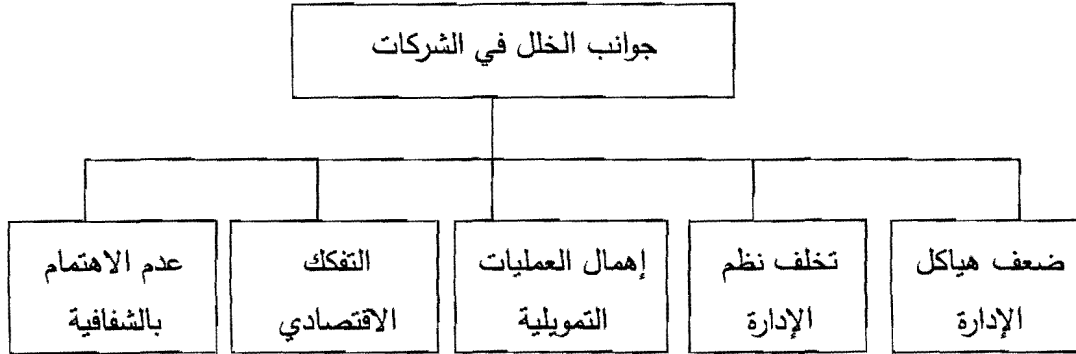 جوانب الخلل في الشركات
ضعف هياكل
الإدارة
تخلف نظم
الإدارة
إهمال العمليات
التمويلية
التفكك
الاقتصادي
عدم الاهتمام
بالشفافية